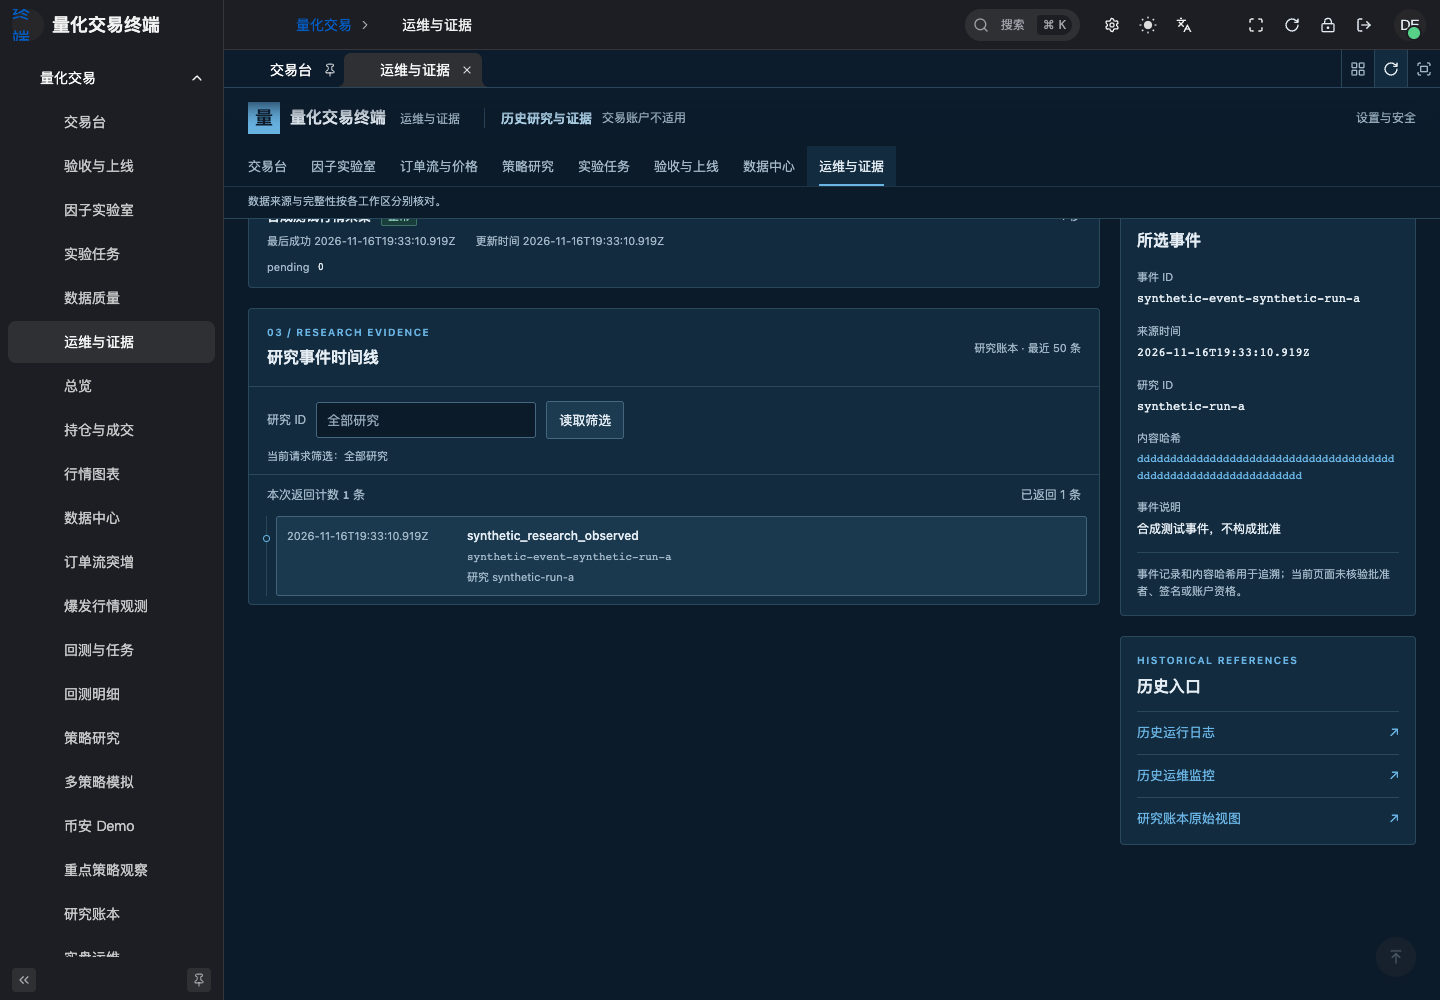 终端
量化交易终端
量化交易
运维与证据
搜索
⌘ K
DE
量化交易
交易台
验收与上线
因子实验室
实验任务
数据质量
运维与证据
总览
持仓与成交
行情图表
数据中心
订单流突增
爆发行情观测
回测与任务
回测明细
策略研究
多策略模拟
币安 Demo
重点策略观察
研究账本
交易台
运维与证据
量
量化交易终端
运维与证据
历史研究与证据
交易账户不适用
设置与安全
交易台
因子实验室
订单流与价格
策略研究
实验任务
验收与上线
数据中心
运维与证据
数据来源与完整性按各工作区分别核对。
最后成功 2026-11-16T19:33:10.919Z
更新时间 2026-11-16T19:33:10.919Z
pending 0
03 / RESEARCH EVIDENCE
研究事件时间线
研究账本 · 最近 50 条
研究 ID
全部研究
读取筛选
当前请求筛选：全部研究
本次返回计数 1 条
已返回 1 条
2026-11-16T19:33:10.919Z
synthetic_research_observed
synthetic-event-synthetic-run-a
研究 synthetic-run-a
所选事件
事件 ID
synthetic-event-synthetic-run-a
来源时间
2026-11-16T19:33:10.919Z
研究 ID
synthetic-run-a
内容哈希
ddddddddddddddddddddddddddddddddddddddd
ddddddddddddddddddddddddd
事件说明
合成测试事件，不构成批准
事件记录和内容哈希用于追溯；当前页面未核验批准
者、签名或账户资格。
HISTORICAL REFERENCES
历史入口
历史运行日志
历史运维监控
研究账本原始视图